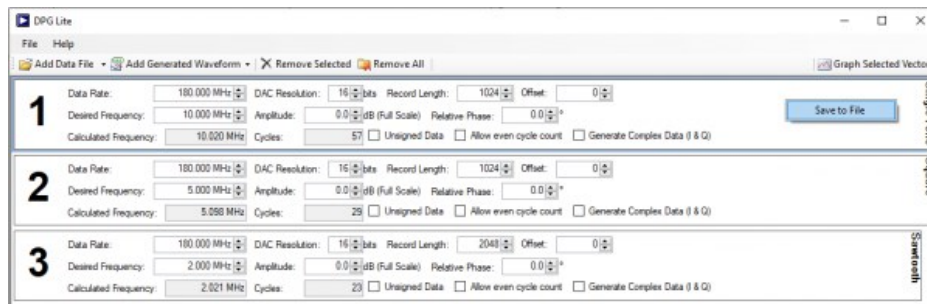 DPG Lite
File Help
Add Data File Add Generated Waveform Remove Selected Remove All Graph Selected Vecto
1
Data Rate: 180.000 MHz DAC Resolution: 16 bits Record Length: 1024 Offset: 0
Desired Frequency: 10.000 MHz Amplitude: 0.0 dB (Full Scale) Relative Phase: 0.0 °
Calculated Frequency: 10.020 MHz Cycles: 57 Unsigned Data Allow even cycle count Generate Complex Data (I & Q)
Save to File
2
Data Rate: 180.000 MHz DAC Resolution: 16 bits Record Length: 1024 Offset: 0
Desired Frequency: 5.000 MHz Amplitude: 0.0 dB (Full Scale) Relative Phase: 0.0 °
Calculated Frequency: 5.098 MHz Cycles: 29 Unsigned Data Allow even cycle count Generate Complex Data (I & Q)
3
Data Rate: 180.000 MHz DAC Resolution: 16 bits Record Length: 2048 Offset: 0
Desired Frequency: 2.000 MHz Amplitude: 0.0 dB (Full Scale) Relative Phase: 0.0 °
Calculated Frequency: 2.021 MHz Cycles: 23 Unsigned Data Allow even cycle count Generate Complex Data (I & Q)
Sawtooth